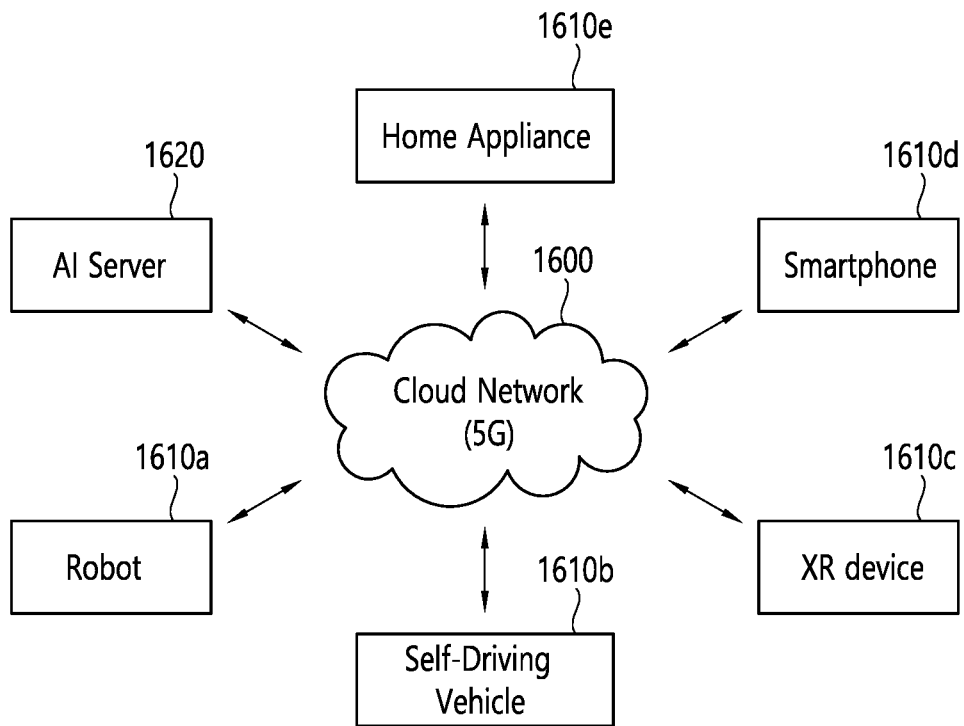 1610e
Home Appliance
1620
AI Server
1610d
Smartphone
1600
Cloud Network
(5G)
1610a
Robot
1610c
XR device
1610b
Self-Driving
Vehicle